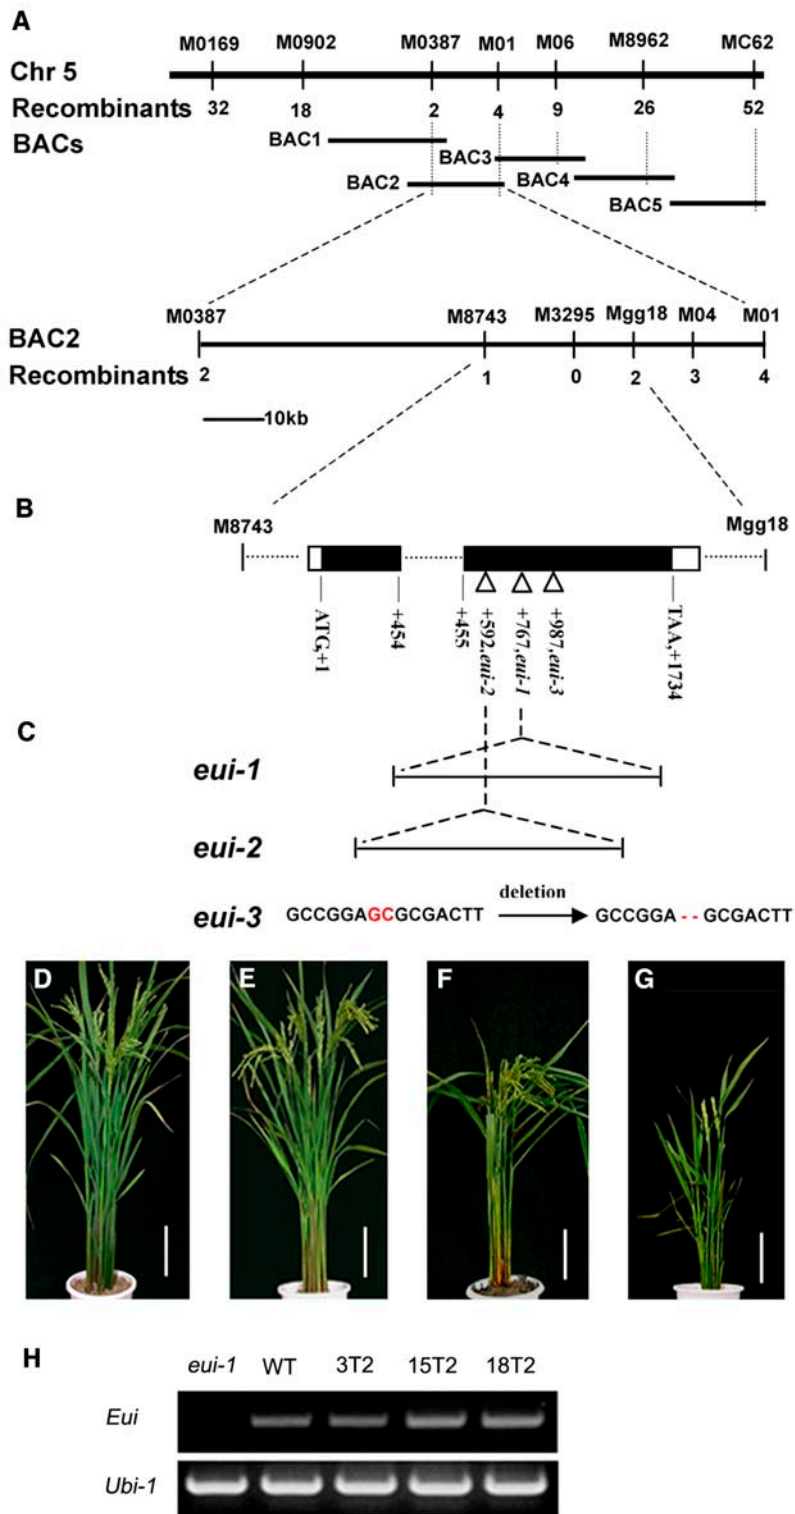 A
M0169 M0902 M0387 M01 M06 M8962 MC62
Chr 5
Recombinants 32 18 2 4 9 26 52
BACs
BAC1
BAC3
BAC2
BAC4
BAC5
M0387 M8743 M3295 Mgg18 M04 M01
BAC2
Recombinants 2 1 0 2 3 4
10kb
B
M8743 Mgg18
ATG,+1
+454
+455
+592,eui-2
+767,eui-1
+987,eui-3
TAA,+1734
C
eui-1
eui-2
deletion
eui-3 GCCGGAGCGCGACTT GCCGGA--GCGACTT
D E F G
H
eui-1 WT 3T2 15T2 18T2
Eui
Ubi-1